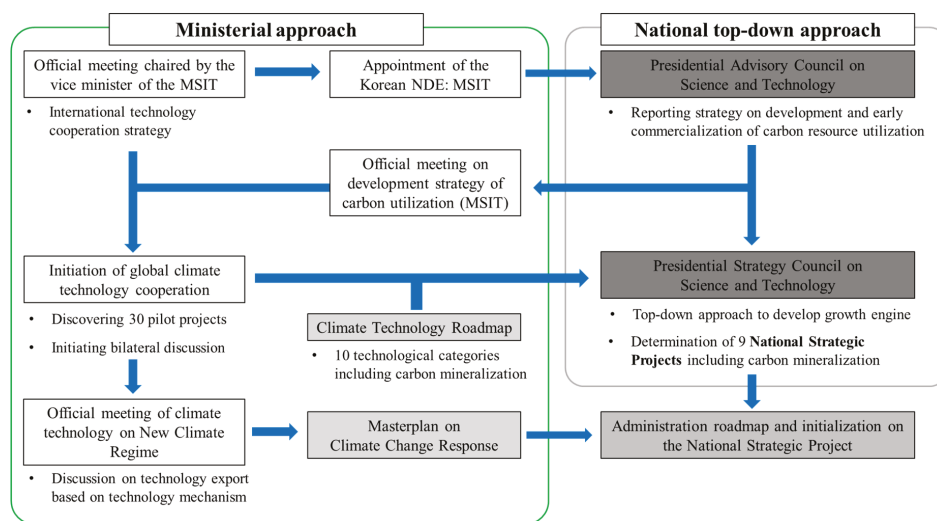 Ministerial approach
National top-down approach
Official meeting chaired by the
vice minister of the MSIT
Appointment of the
Korean NDE: MSIT
Presidential Advisory Council on
Science and Technology
• International technology
cooperation strategy
• Reporting strategy on development and early
commercialization of carbon resource utilization
Official meeting on
development strategy of
carbon utilization (MSIT)
Initiation of global climate
technology cooperation
Presidential Strategy Council on
Science and Technology
• Discovering 30 pilot projects
• Initiating bilateral discussion
Climate Technology Roadmap
• 10 technological categories
including carbon mineralization
• Top-down approach to develop growth engine
• Determination of 9 National Strategic
Projects including carbon mineralization
Official meeting of climate
technology on New Climate
Regime
Masterplan on
Climate Change Response
Administration roadmap and initialization on
the National Strategic Project
• Discussion on technology export
based on technology mechanism